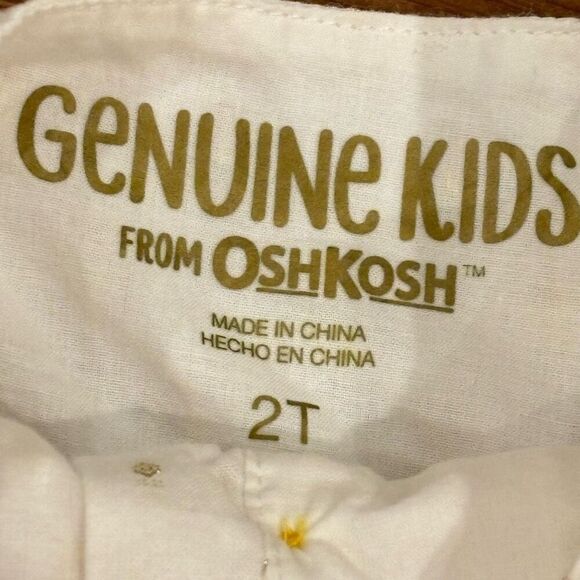 GeNUINe KIDS
FROM OSHKOSH™
MADE IN CHINA
HECHO EN CHINA
2T